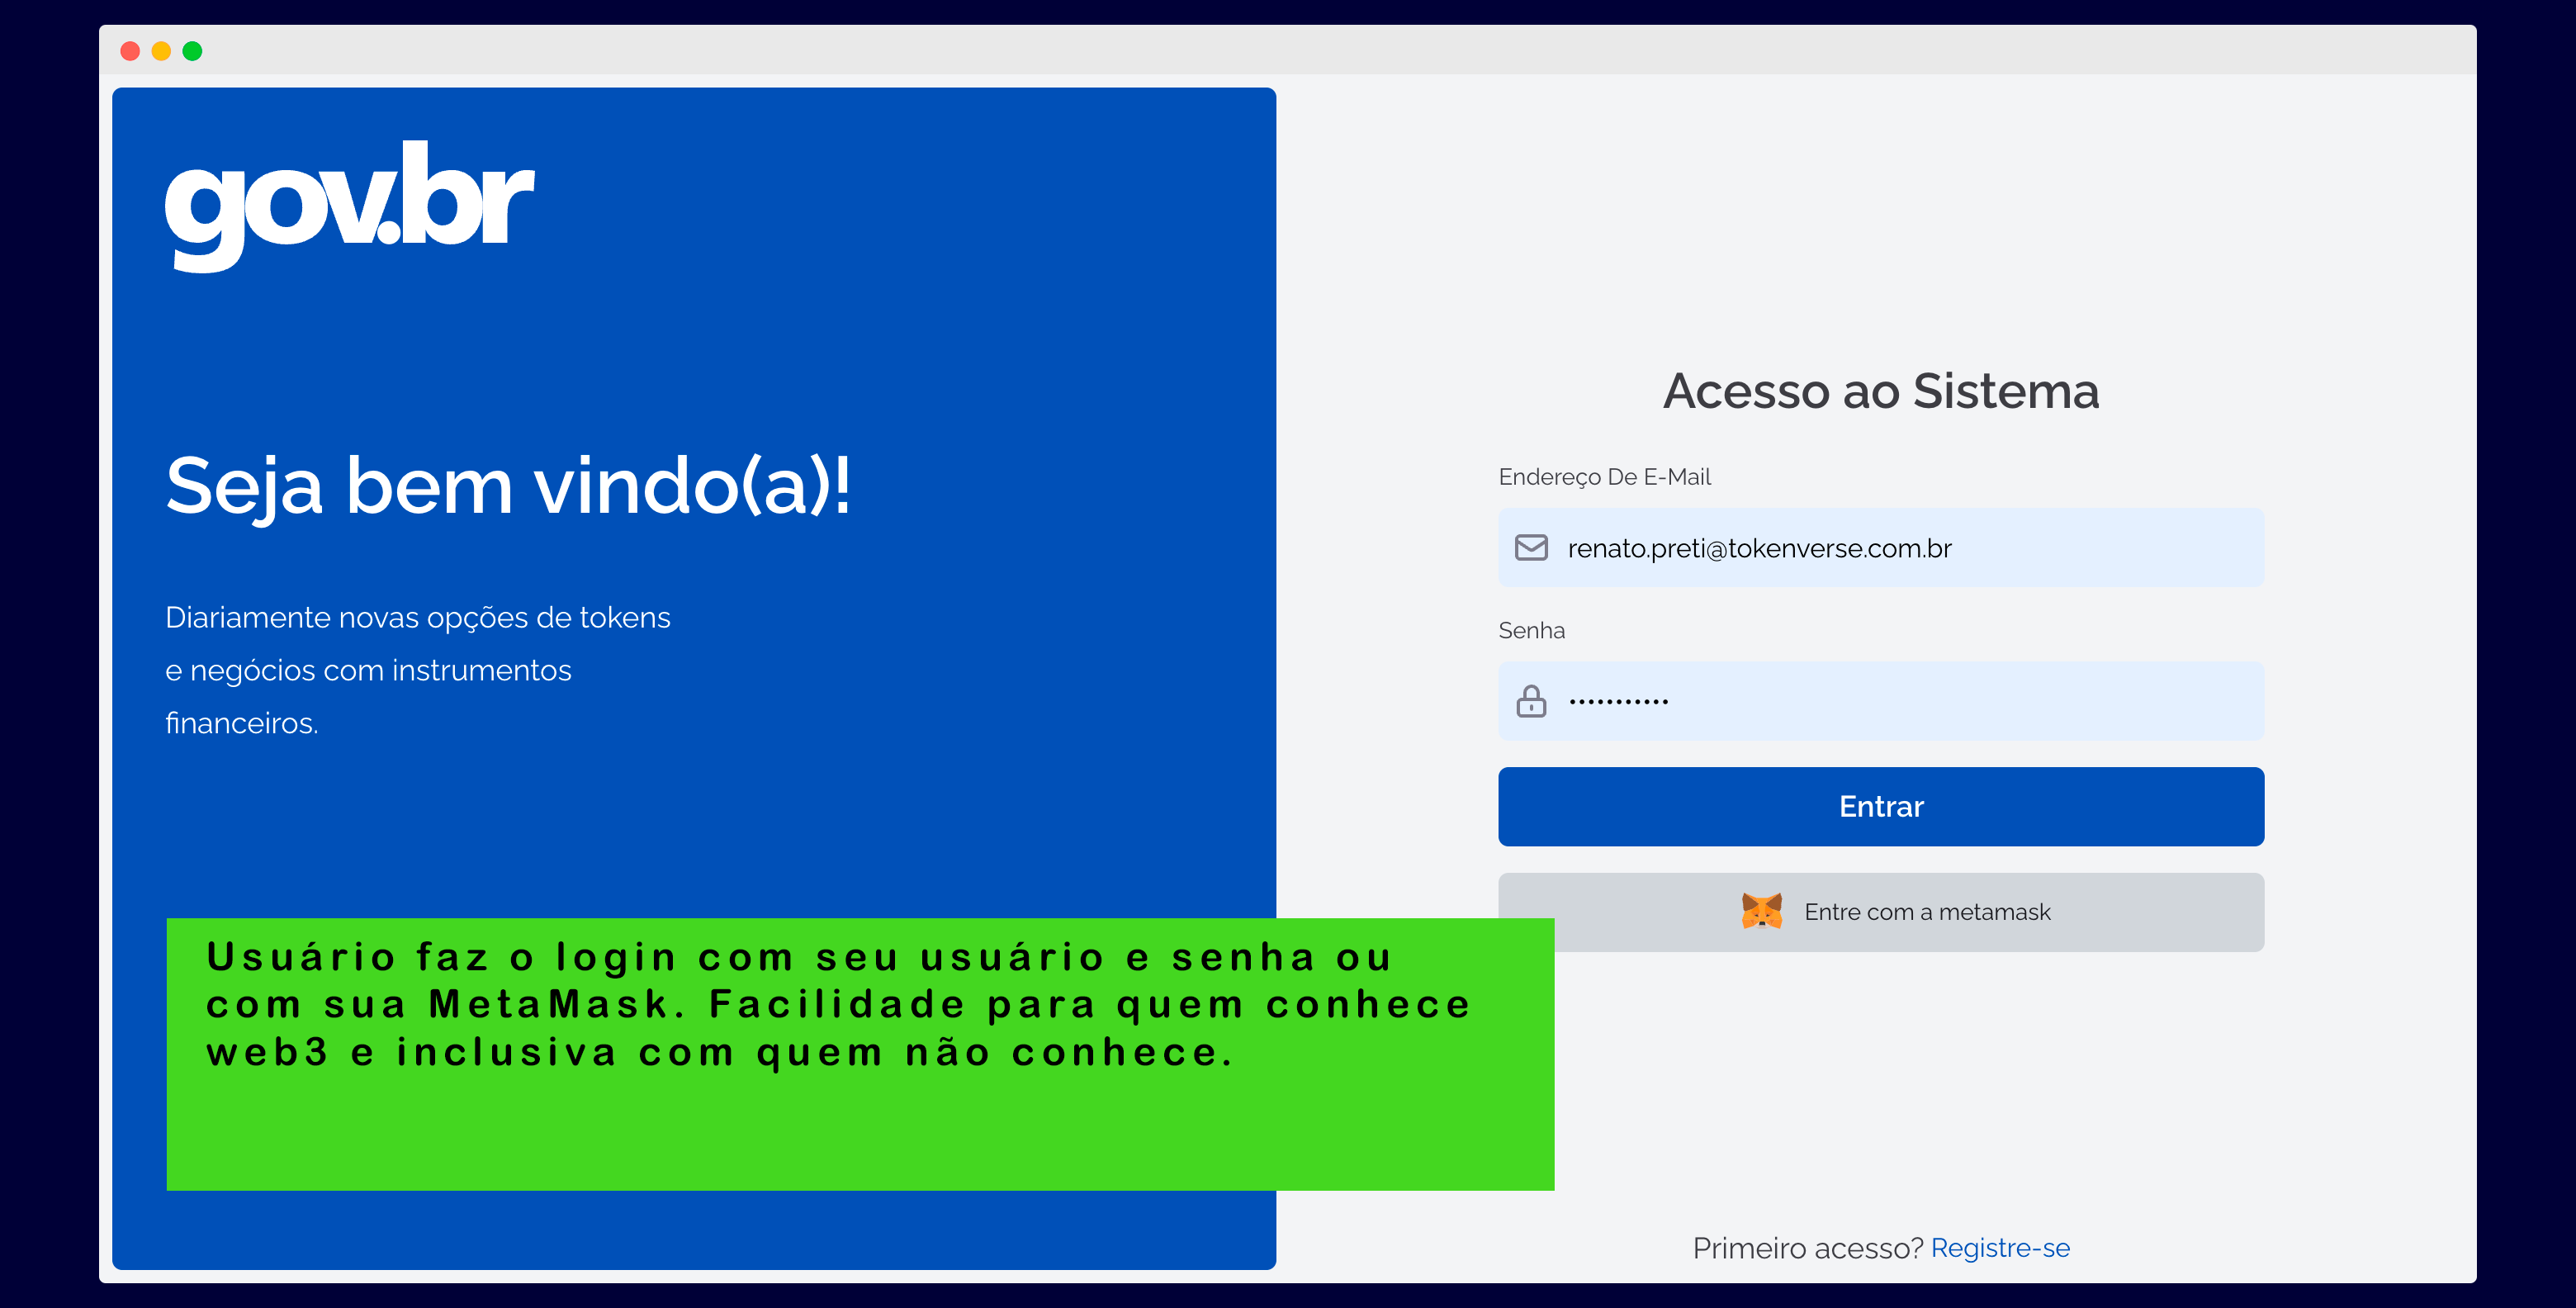 gov.br
Seja bem vindo(a)!
Diariamente novas opções de tokens
e negócios com instrumentos
financeiros.
Usuário faz o login com seu usuário e senha ou
com sua MetaMask. Facilidade para quem conhece
web3 e inclusiva com quem não conhece.
Acesso ao Sistema
Endereço De E-Mail
renato.preti@tokenverse.com.br
Senha
•••••••••••
Entrar
Entre com a metamask
Primeiro acesso? Registre-se